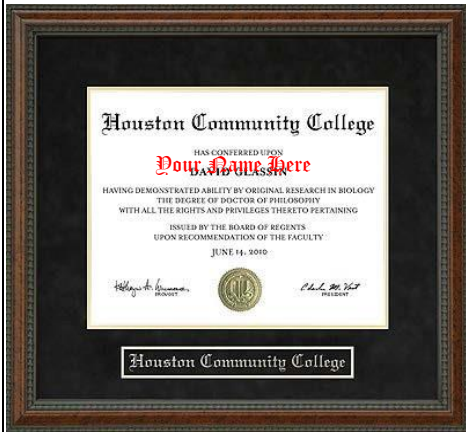 Houston Community College
HAS CONFERRED UPON
Your Name Here
DAVID GLASSIN
HAVING DEMONSTRATED ABILITY BY ORIGINAL RESEARCH IN BIOLOGY
THE DEGREE OF DOCTOR OF PHILOSOPHY
WITH ALL THE RIGHTS AND PRIVILEGES THERETO PERTAINING
ISSUED BY THE BOARD OF REGENTS
UPON RECOMMENDATION OF THE FACULTY
JUNE 14, 2010
PROVOST
PRESIDENT
Houston Community College